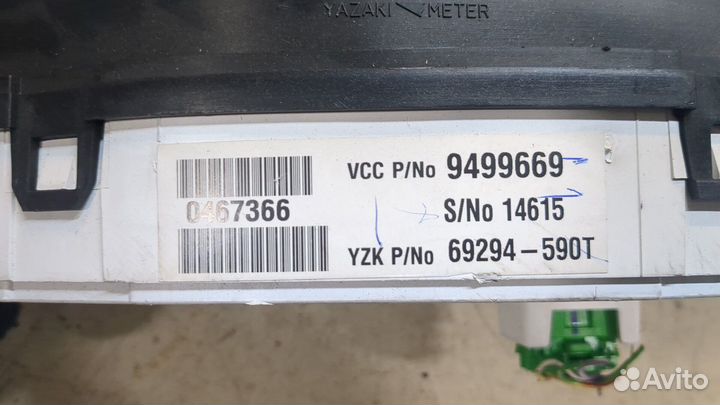 YAZAKI METER
VCC P/No 9499669
0467366
S/No 14615
YZK P/No 69294-590T
Avito